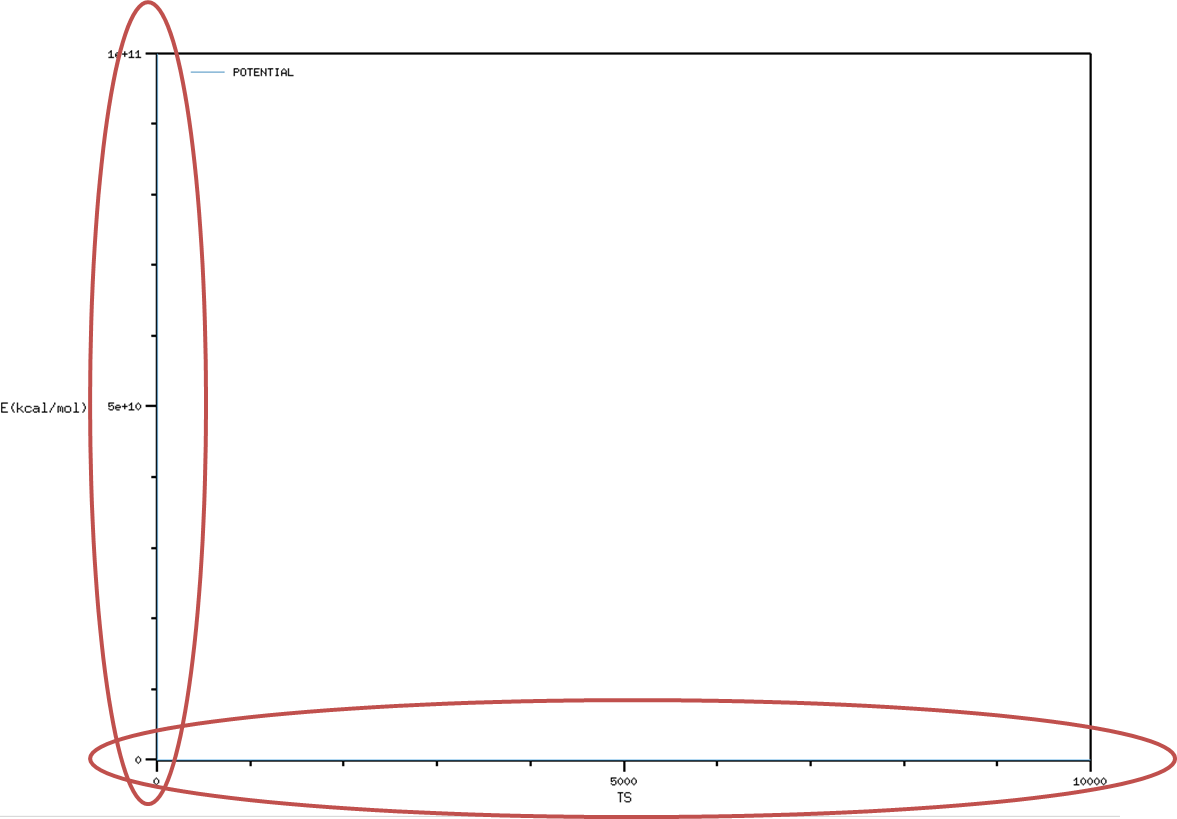 1e+11
POTENTIAL
E(kcal/mol)
5e+10
0
0
5000
10000
TS